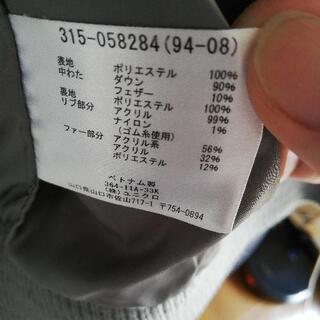 315-058284(94-08)
表地 ポリエステル 100%
中わた ダウン 90%
フェザー 10%
裏地 ポリエステル 100%
リブ部分 アクリル 99%
ナイロン 1%
(ゴム糸使用)
ファー部分 アクリル系 56%
アクリル 32%
ポリエステル 12%
ベトナム製
364-11A-33K
(株)ユニクロ
山口県山口市佐山717-1 〒754-0894